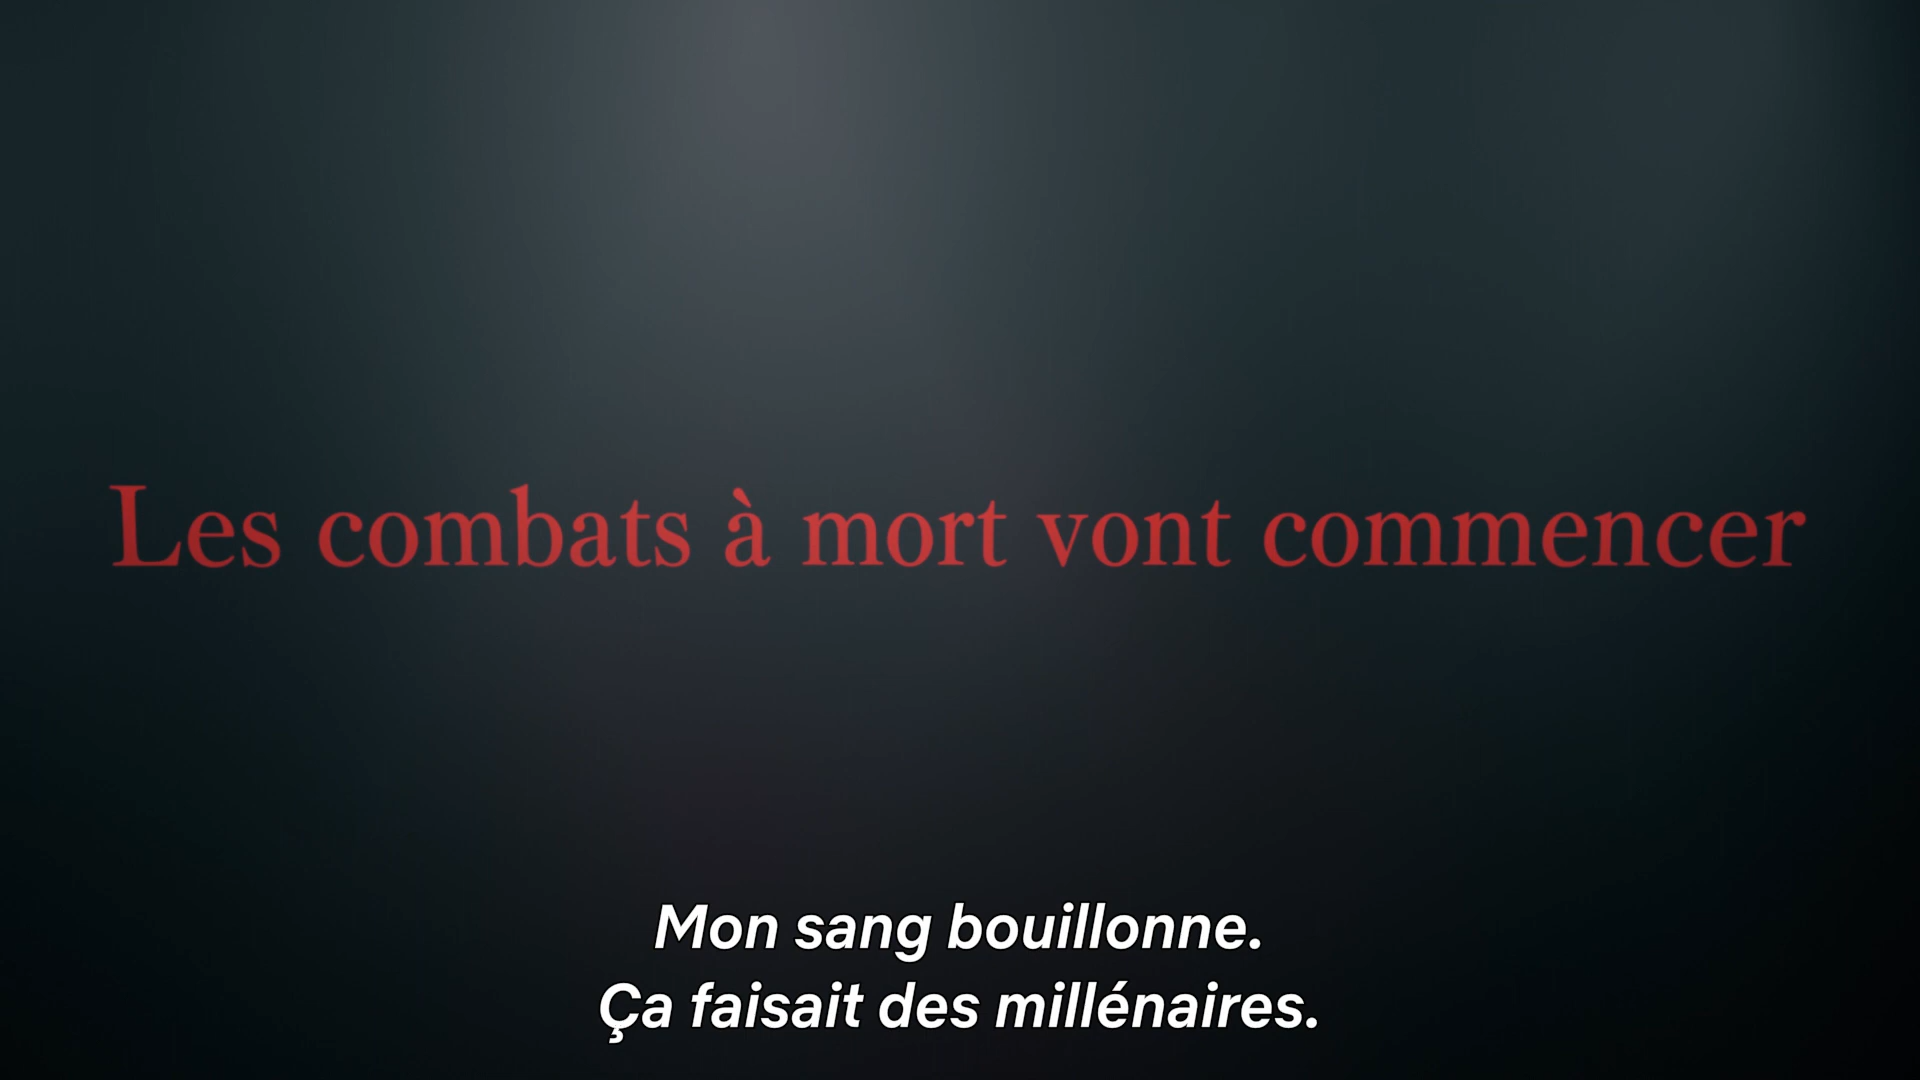 Les combats à mort vont commencer
Mon sang bouillonne.
Ça faisait des millénaires.